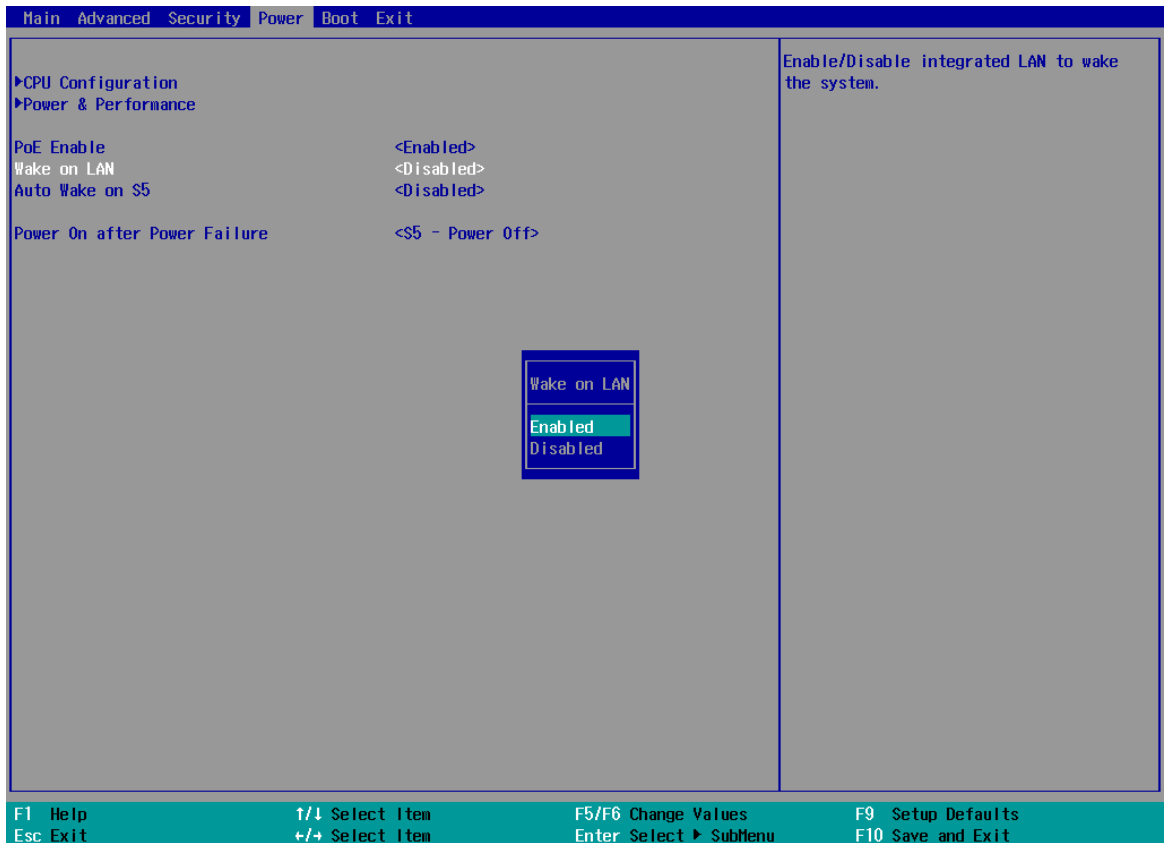 Main Advanced Security Power Boot Exit
Enable/Disable integrated LAN to wake
the system.
▶CPU Configuration
▶Power & Performance
PoE Enable <Enabled>
Wake on LAN <Disabled>
Auto Wake on S5 <Disabled>
Power On after Power Failure <S5 - Power Off>
Wake on LAN
Enabled
Disabled
F1 Help ↑/↓ Select Item F5/F6 Change Values F9 Setup Defaults
Esc Exit ←/→ Select Item Enter Select ▶ SubMenu F10 Save and Exit